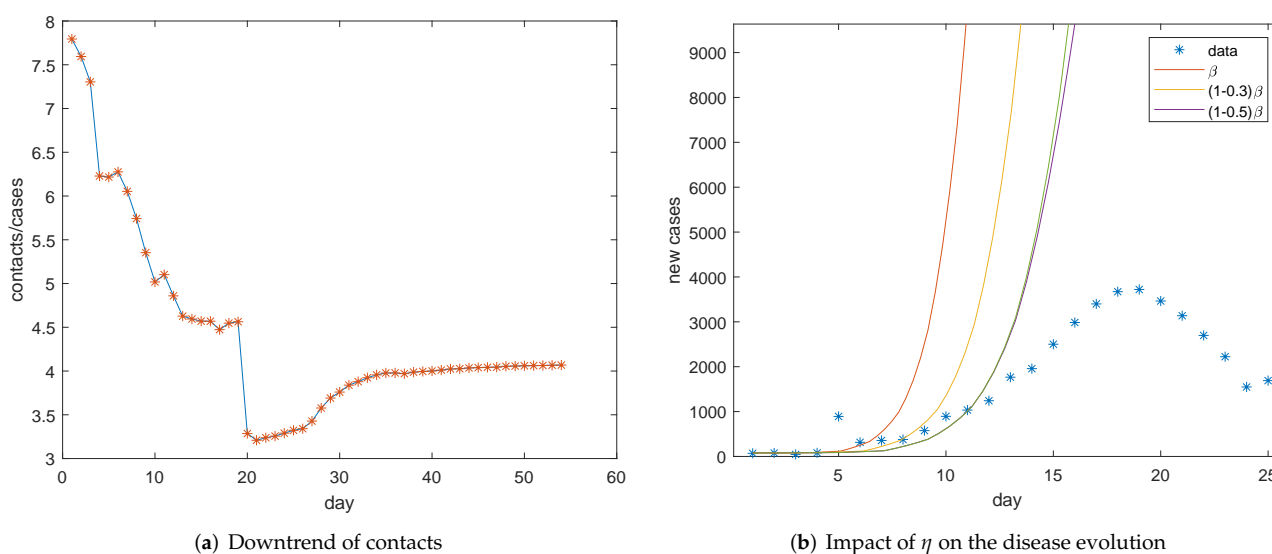 8
7.5
7
6.5
6
5.5
5
4.5
4
3.5
3
contacts/cases
0 10 20 30 40 50 60
day
(a) Downtrend of contacts
9000
8000
7000
6000
5000
4000
3000
2000
1000
0
new cases
data
β
(1-0.3)β
(1-0.5)β
5 10 15 20 25
day
(b) Impact of η on the disease evolution